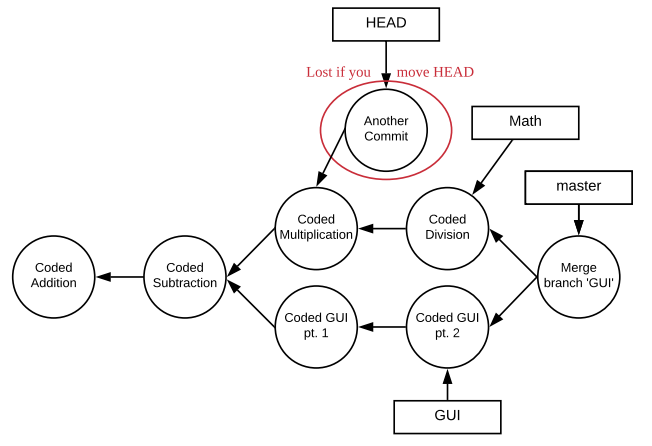 HEAD
Lost if you move HEAD
Another
Commit
Math
master
Coded
Multiplication
Coded
Division
Coded
Addition
Coded
Subtraction
Merge
branch 'GUI'
Coded GUI
pt. 1
Coded GUI
pt. 2
GUI